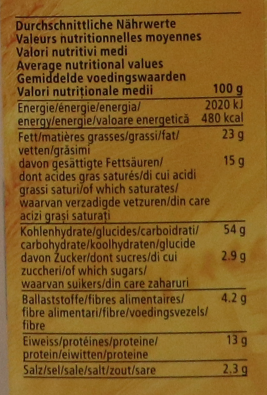 Durchschnittliche Nährwerte
Valeurs nutritionnelles moyennes
Valori nutritivi medi
Average nutritional values
Gemiddelde voedingswaarden
Valori nutriționale medii 100 g
Energie/énergie/energia/ 2020 kJ
energy/energie/valoare energetică 480 kcal
Fett/matières grasses/grassi/fat/ 23 g
vetten/grăsimi
davon gesättigte Fettsäuren/ 15 g
dont acides gras saturés/di cui acidi
grassi saturi/of which saturates/
waarvan verzadigde vetzuren/din care
acizi grași saturați
Kohlenhydrate/glucides/carboidrati/ 54 g
carbohydrate/koolhydraten/glucide
davon Zucker/dont sucres/di cui 2.9 g
zuccheri/of which sugars/
waarvan suikers/din care zaharuri
Ballaststoffe/fibres alimentaires/ 4.2 g
fibre alimentari/fibre/voedingsvezels/
fibre
Eiweiss/protéines/proteine/ 13 g
protein/eiwitten/proteine
Salz/sel/sale/salt/zout/sare 2.3 g